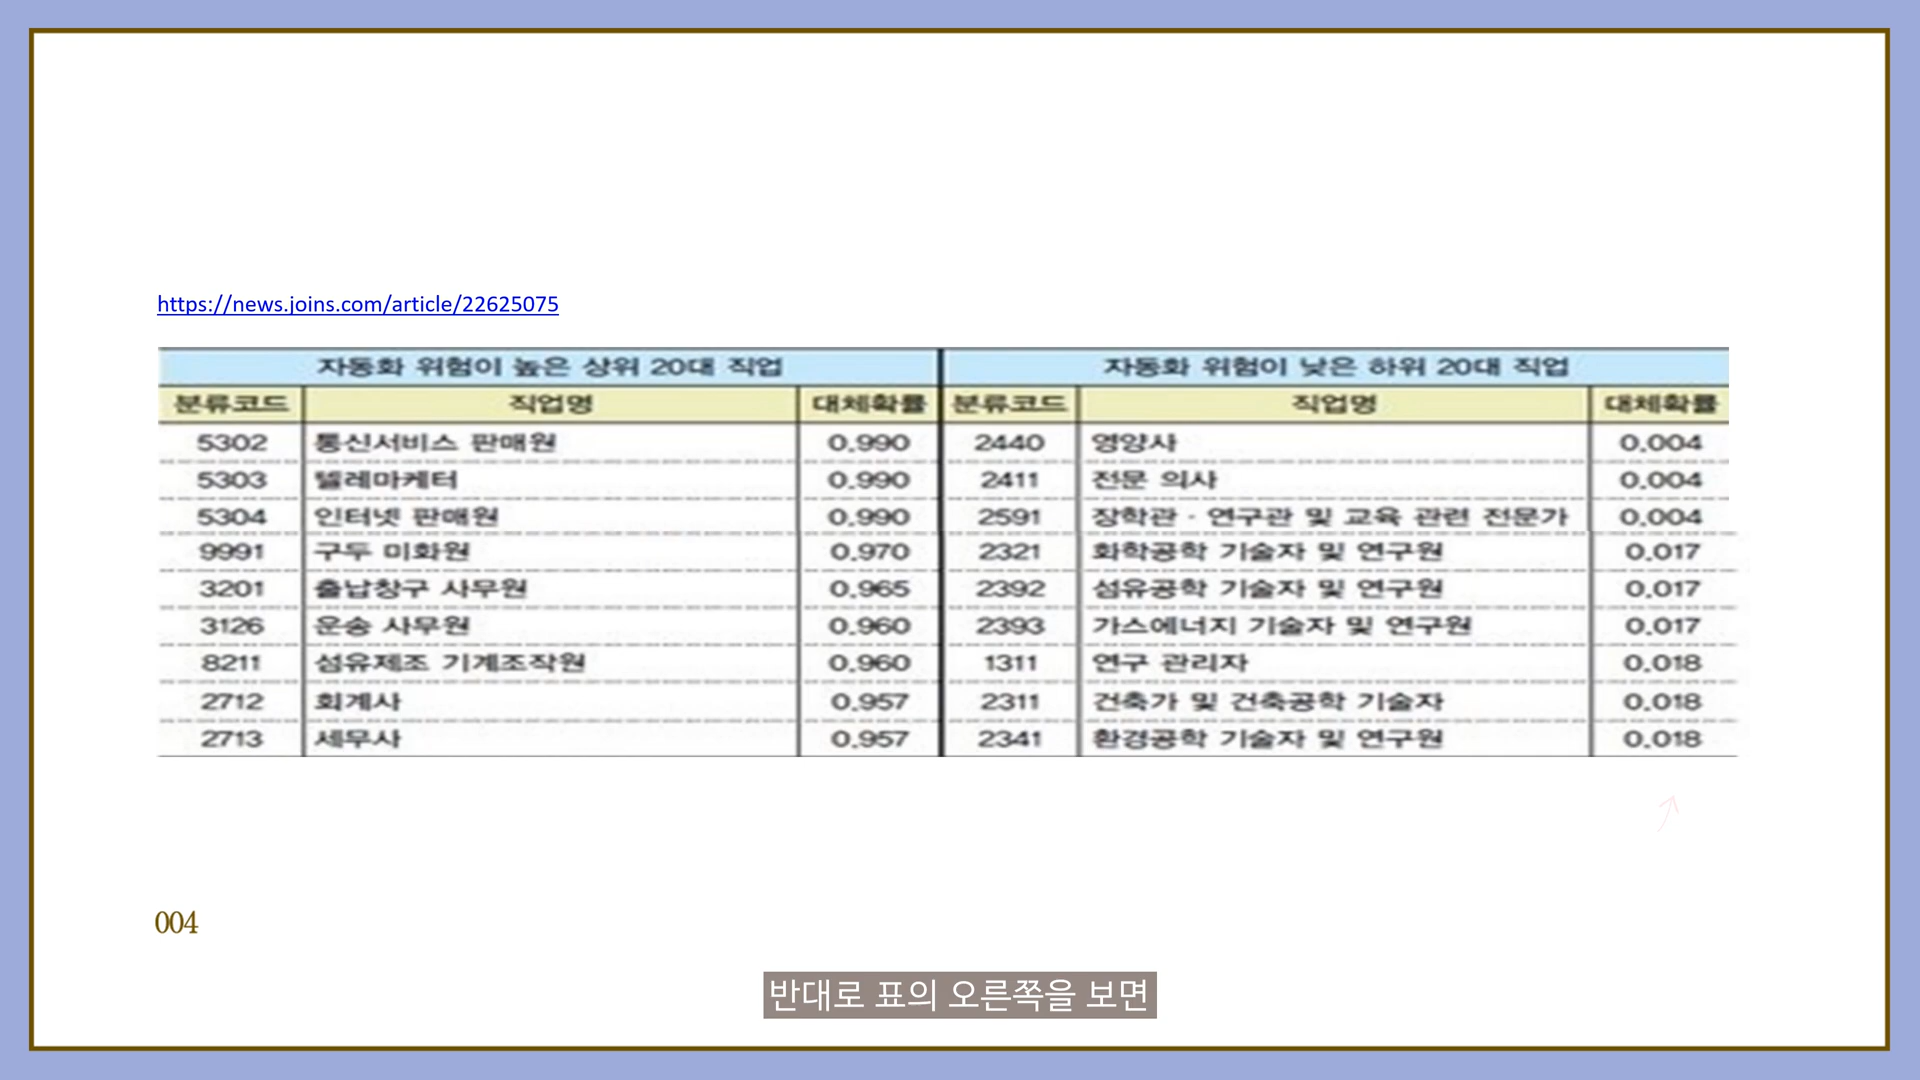 https://news.joins.com/article/22625075
자동화 위험이 높은 상위 20대 직업 자동화 위험이 낮은 하위 20대 직업
분류코드 직업명 대체확률 분류코드 직업명 대체확률
5302 통신서비스 판매원 0.990 2440 영양사 0.004
5303 텔레마케터 0.990 2411 전문 의사 0.004
5304 인터넷 판매원 0.990 2591 장학관 · 연구관 및 교육 관련 전문가 0.004
9991 구두 미화원 0.970 2321 화학공학 기술자 및 연구원 0.017
3201 출납창구 사무원 0.965 2392 섬유공학 기술자 및 연구원 0.017
3126 운송 사무원 0.960 2393 가스에너지 기술자 및 연구원 0.017
8211 섬유제조 기계조작원 0.960 1311 연구 관리자 0.018
2712 회계사 0.957 2311 건축가 및 건축공학 기술자 0.018
2713 세무사 0.957 2341 환경공학 기술자 및 연구원 0.018
004
반대로 표의 오른쪽을 보면